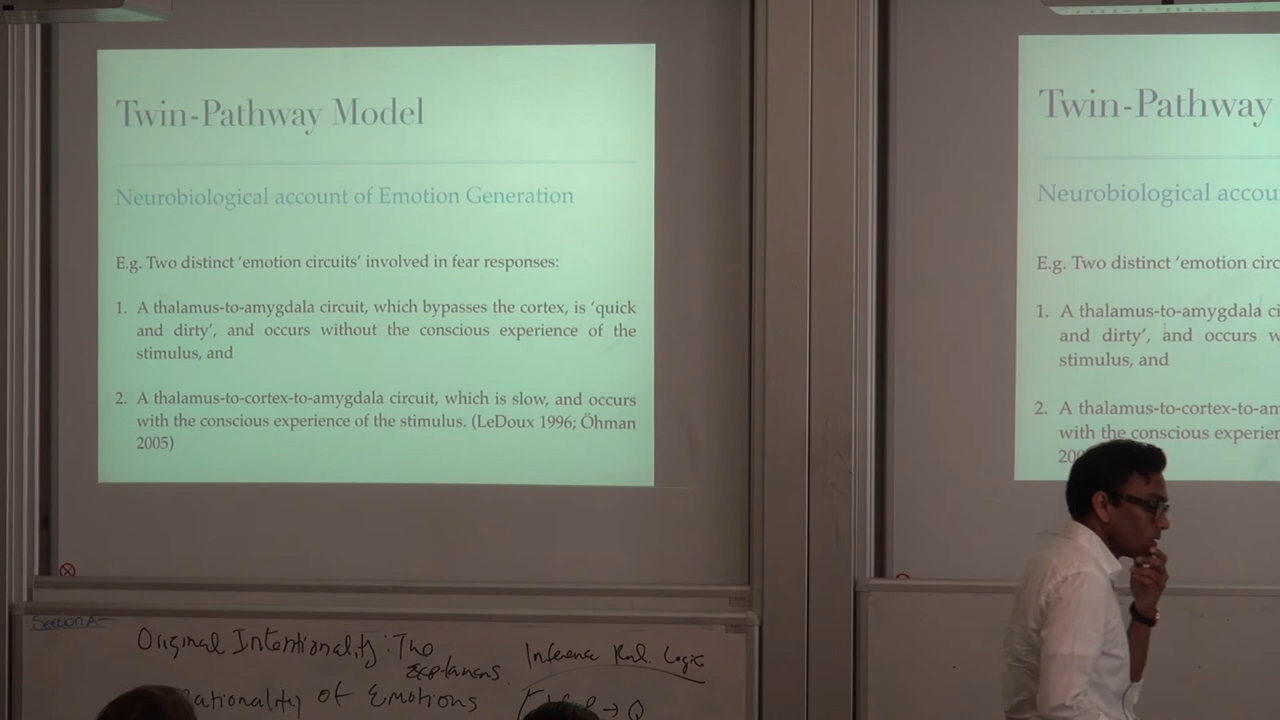 Twin-Pathway Model
Neurobiological account of Emotion Generation
E.g. Two distinct ‘emotion circuits’ involved in fear responses:
1. A thalamus-to-amygdala circuit, which bypasses the cortex, is ‘quick
and dirty’, and occurs without the conscious experience of the
stimulus, and
2. A thalamus-to-cortex-to-amygdala circuit, which is slow, and occurs
with the conscious experience of the stimulus. (LeDoux 1996; Öhman
2005)
Twin-Pathway
Neurobiological accou
E.g. Two distinct ‘emotion circ
1. A thalamus-to-amygdala ci
and dirty’, and occurs w
stimulus, and
2. A thalamus-to-cortex-to-am
with the conscious experien
200
Section A-
Original Intentionality: The
Inference Logic
ationality of Emotions
→ Q